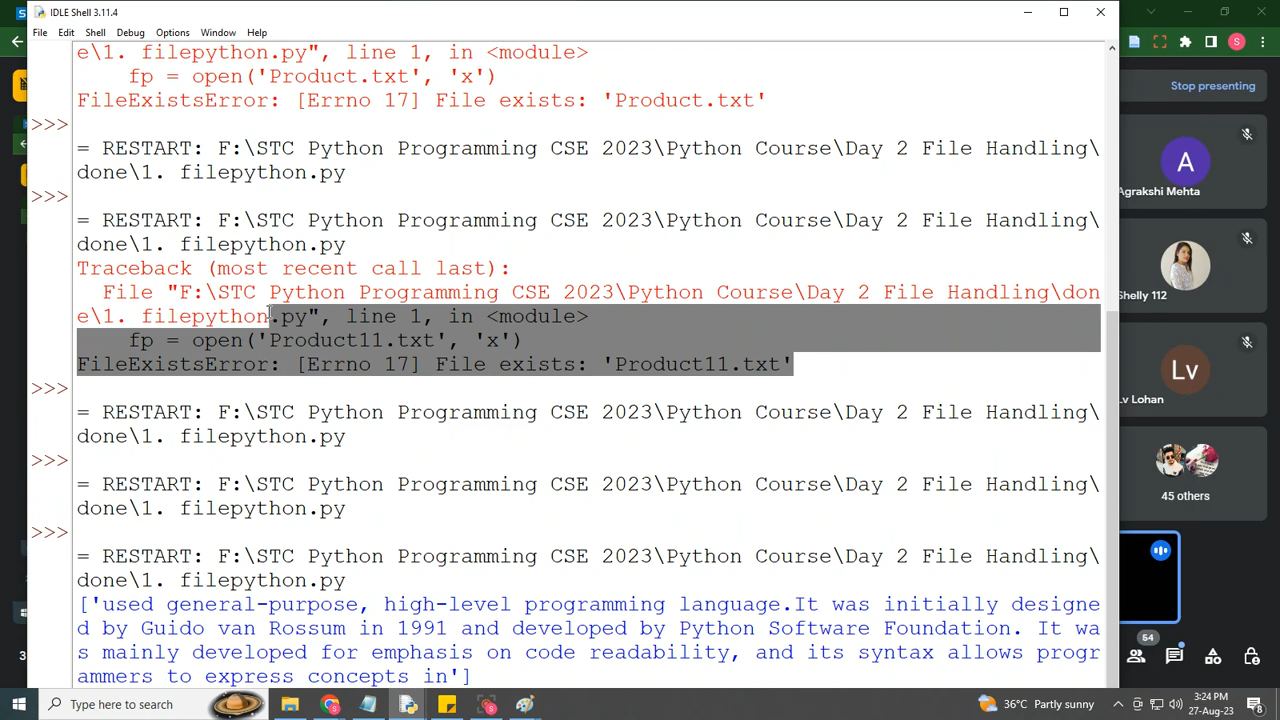 IDLE Shell 3.11.4
File Edit Shell Debug Options Window Help
e\1. filepython.py", line 1, in <module>
fp = open('Product.txt', 'x')
FileExistsError: [Errno 17] File exists: 'Product.txt'
>>>
= RESTART: F:\STC Python Programming CSE 2023\Python Course\Day 2 File Handling\
done\1. filepython.py
>>>
= RESTART: F:\STC Python Programming CSE 2023\Python Course\Day 2 File Handling\
done\1. filepython.py
Traceback (most recent call last):
File "F:\STC Python Programming CSE 2023\Python Course\Day 2 File Handling\don
e\1. filepython.py", line 1, in <module>
fp = open('Product11.txt', 'x')
FileExistsError: [Errno 17] File exists: 'Product11.txt'
>>>
= RESTART: F:\STC Python Programming CSE 2023\Python Course\Day 2 File Handling\
done\1. filepython.py
>>>
= RESTART: F:\STC Python Programming CSE 2023\Python Course\Day 2 File Handling\
done\1. filepython.py
>>>
= RESTART: F:\STC Python Programming CSE 2023\Python Course\Day 2 File Handling\
done\1. filepython.py
['used general-purpose, high-level programming language.It was initially designe
d by Guido van Rossum in 1991 and developed by Python Software Foundation. It wa
s mainly developed for emphasis on code readability, and its syntax allows progr
ammers to express concepts in']
S
Stop presenting
A
Agrakshi Mehta
Shelly 112
Lv
Lv Lohan
45 others
54
Type here to search
36°C Partly sunny
3:24 PM
27-Aug-23
8